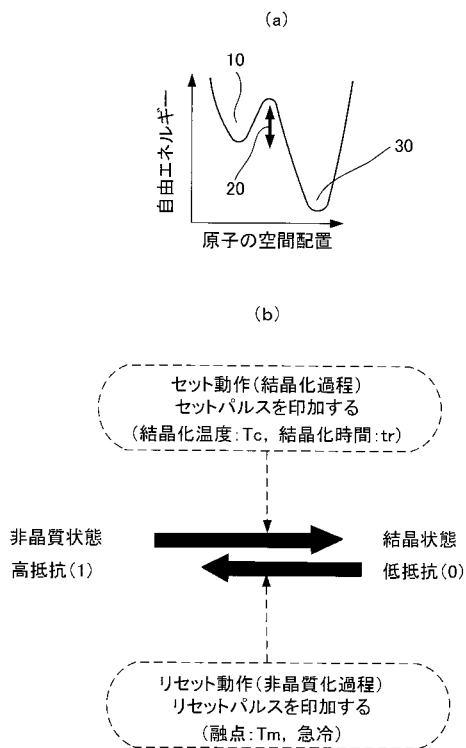 (a)
10
30
20
自由エネルギー
原子の空間配置
(b)
セット動作(結晶化過程)
セットパルスを印加する
(結晶化温度:Tc, 結晶化時間:tr)
非晶質状態
結晶状態
高抵抗(1)
低抵抗(0)
リセット動作(非晶質化過程)
リセットパルスを印加する
(融点:Tm, 急冷)